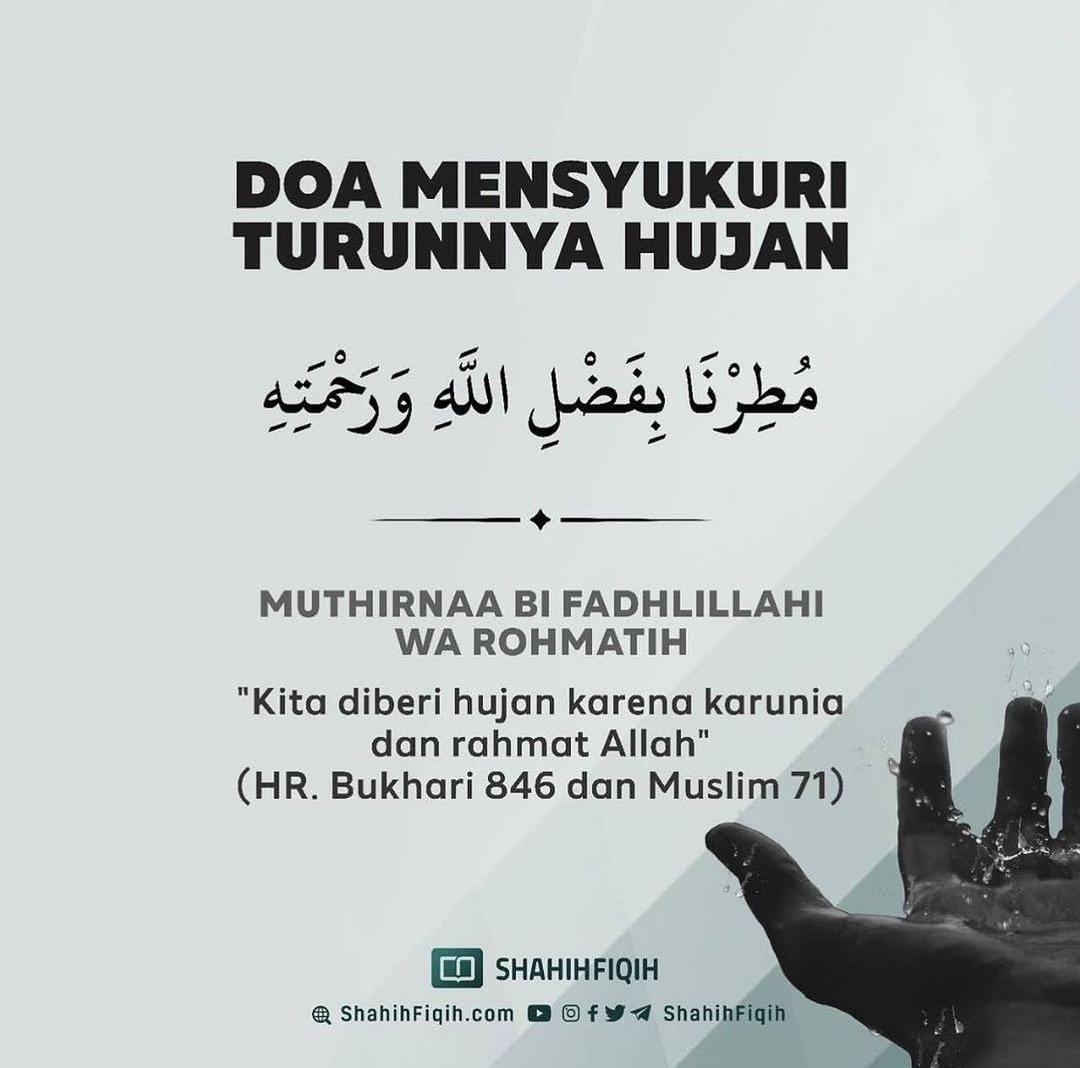 DOA MENSYUKURI
TURUNNYA HUJAN
مُطِرْنَا بِفَضْلِ اللَّهِ وَرَحْمَتِهِ
MUTHIRNAA BI FADHLILLAHI
WA ROHMATIH
"Kita diberi hujan karena karunia
dan rahmat Allah"
(HR. Bukhari 846 dan Muslim 71)
SHAHIHFIQIH
ShahihFiqih.com ShahihFiqih